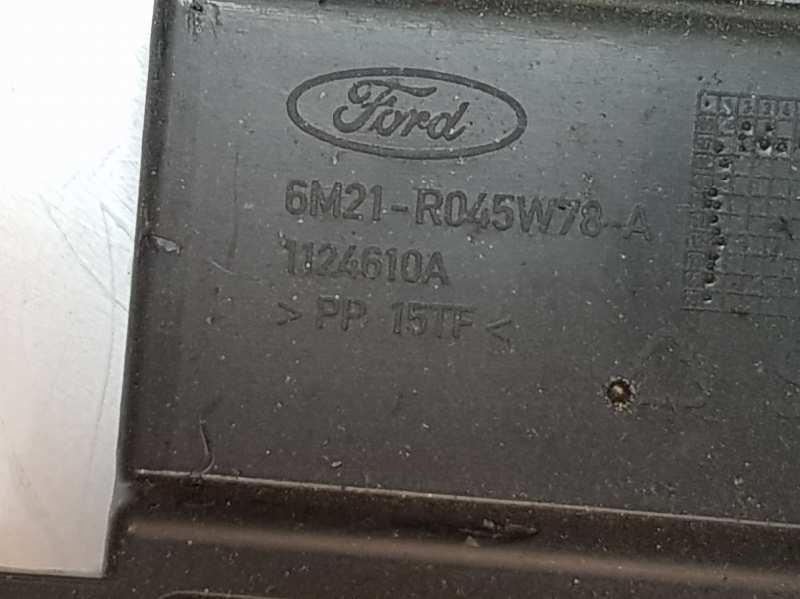 Ford
6M21-R045W78-A
1124610A
> PP 15TF <